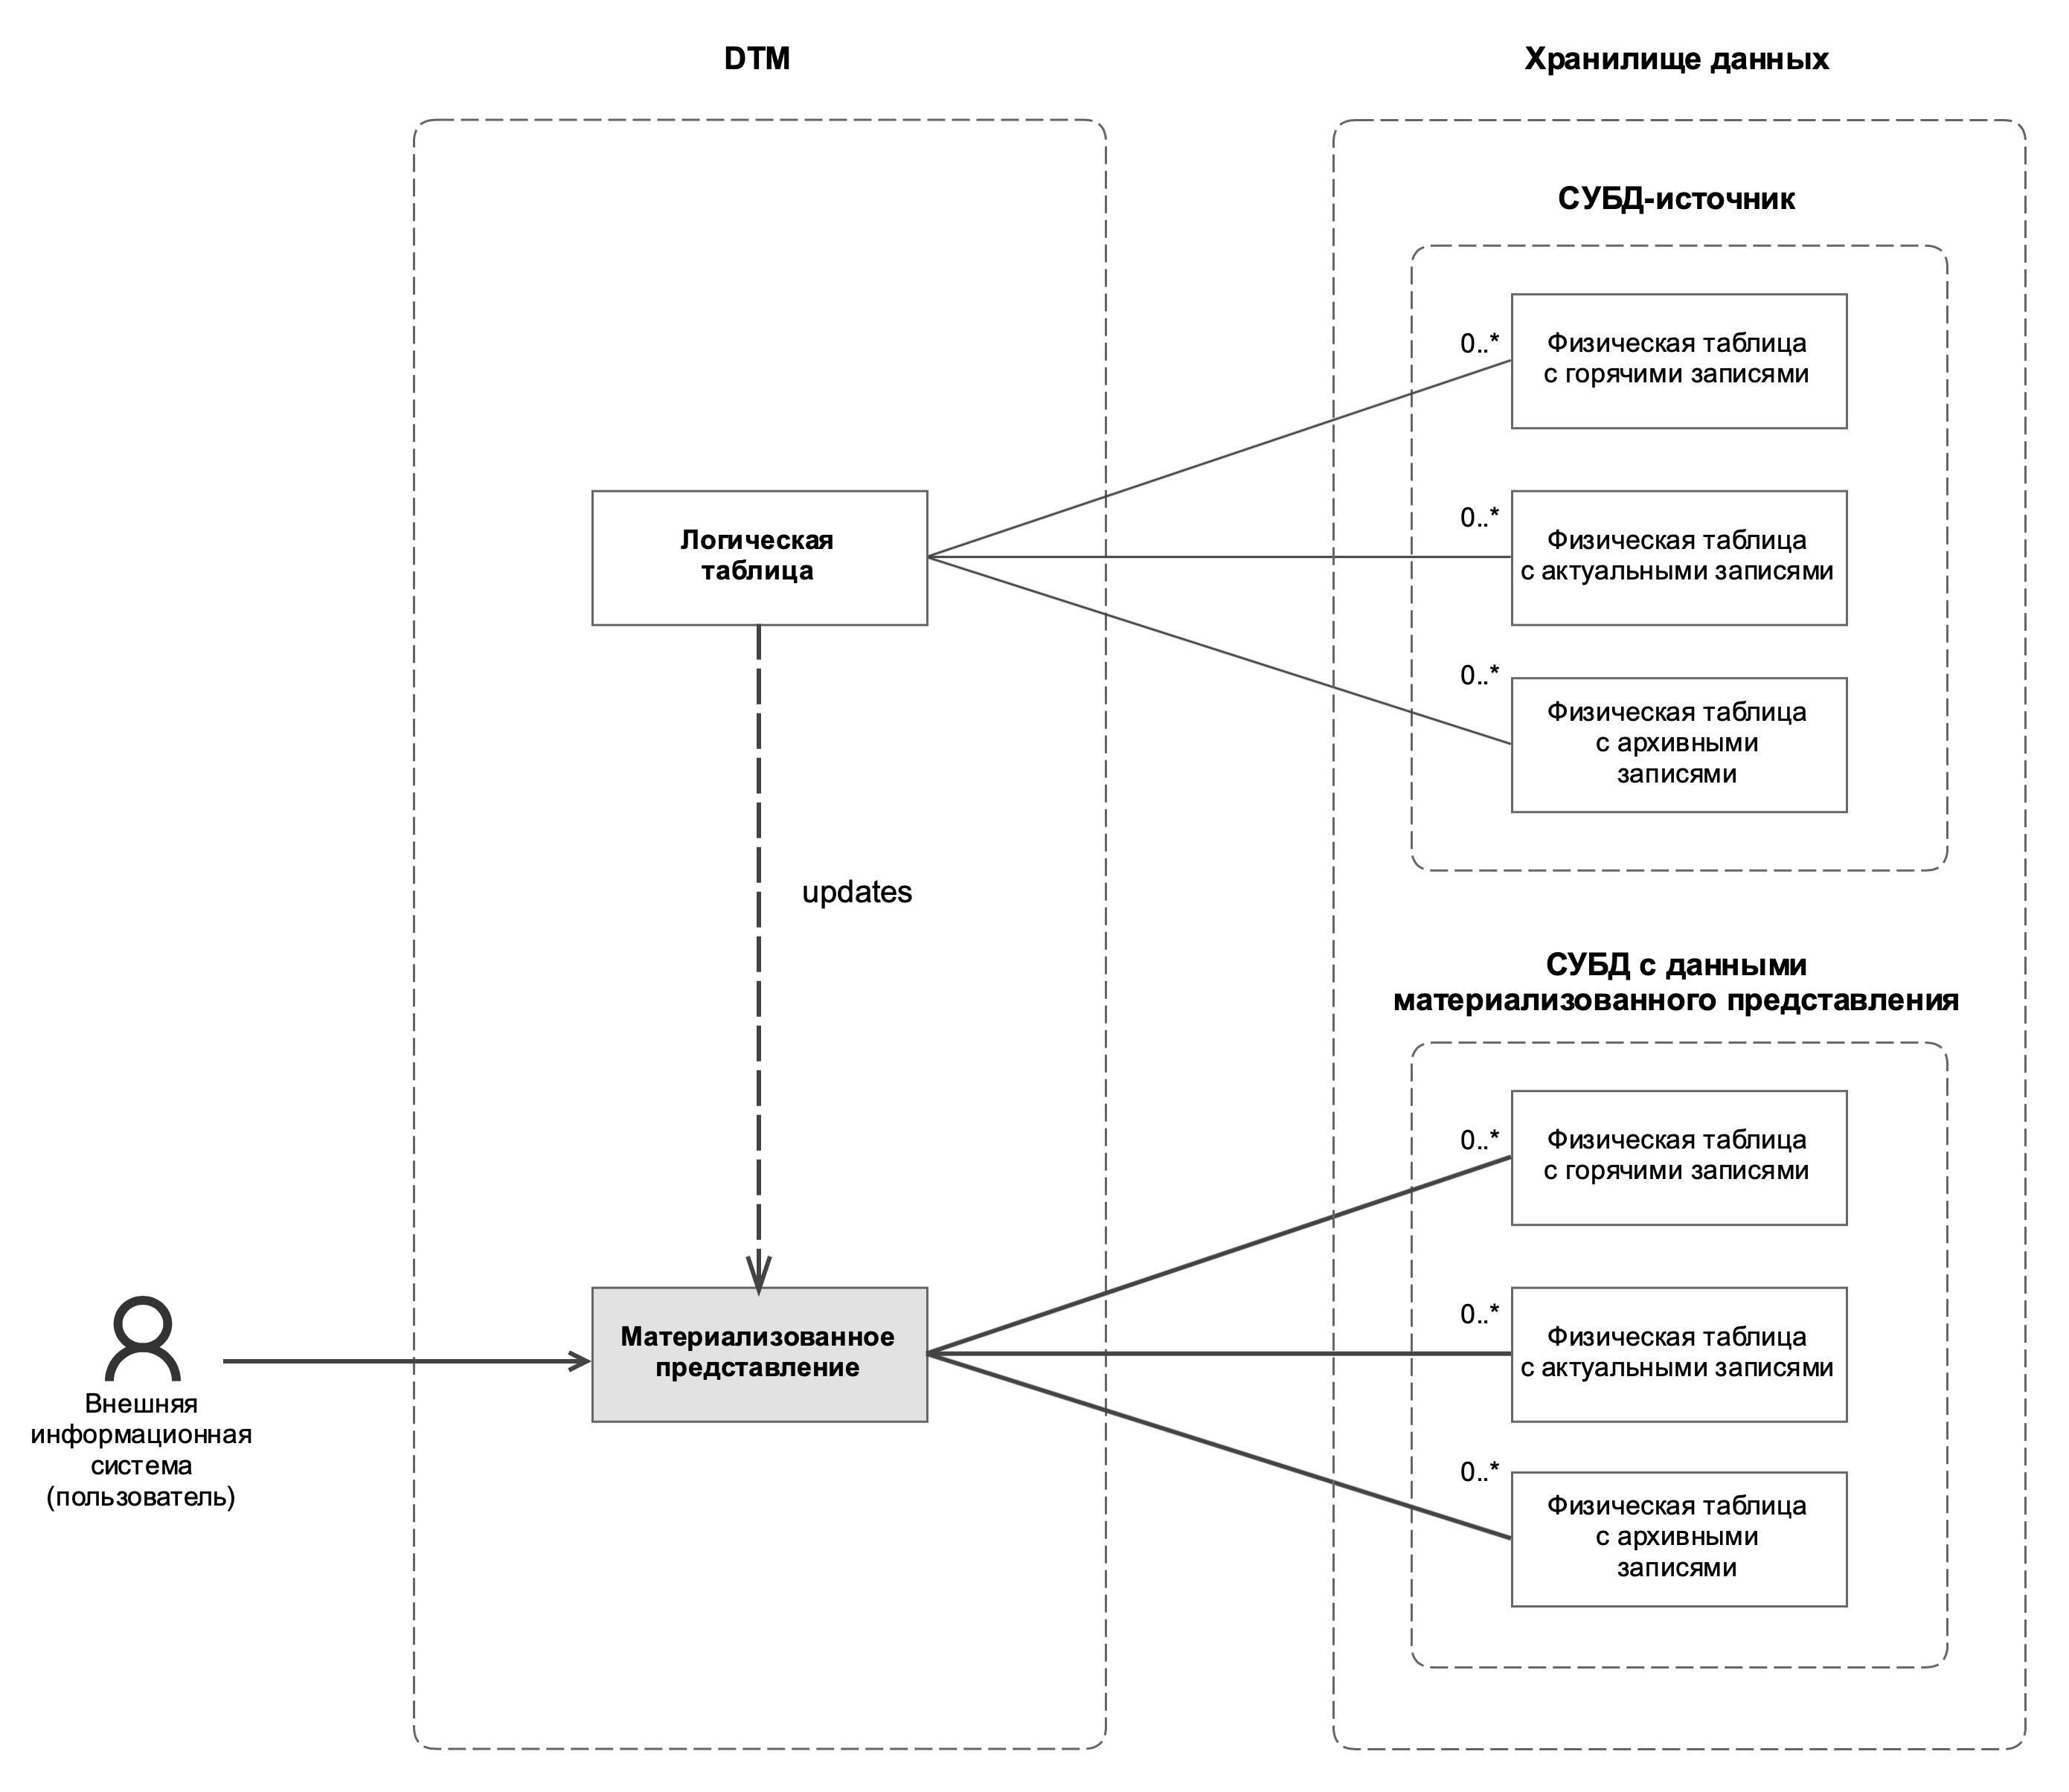 DTM
Хранилище данных
СУБД-источник
0..*
Физическая таблица
с горячими записями
0..*
Физическая таблица
с актуальными записями
Логическая
таблица
0..*
Физическая таблица
с архивными
записями
updates
СУБД с данными
материализованного представления
0..*
Физическая таблица
с горячими записями
0..*
Физическая таблица
с актуальными записями
Материализованное
представление
Внешняя
информационная
система
(пользователь)
0..*
Физическая таблица
с архивными
записями